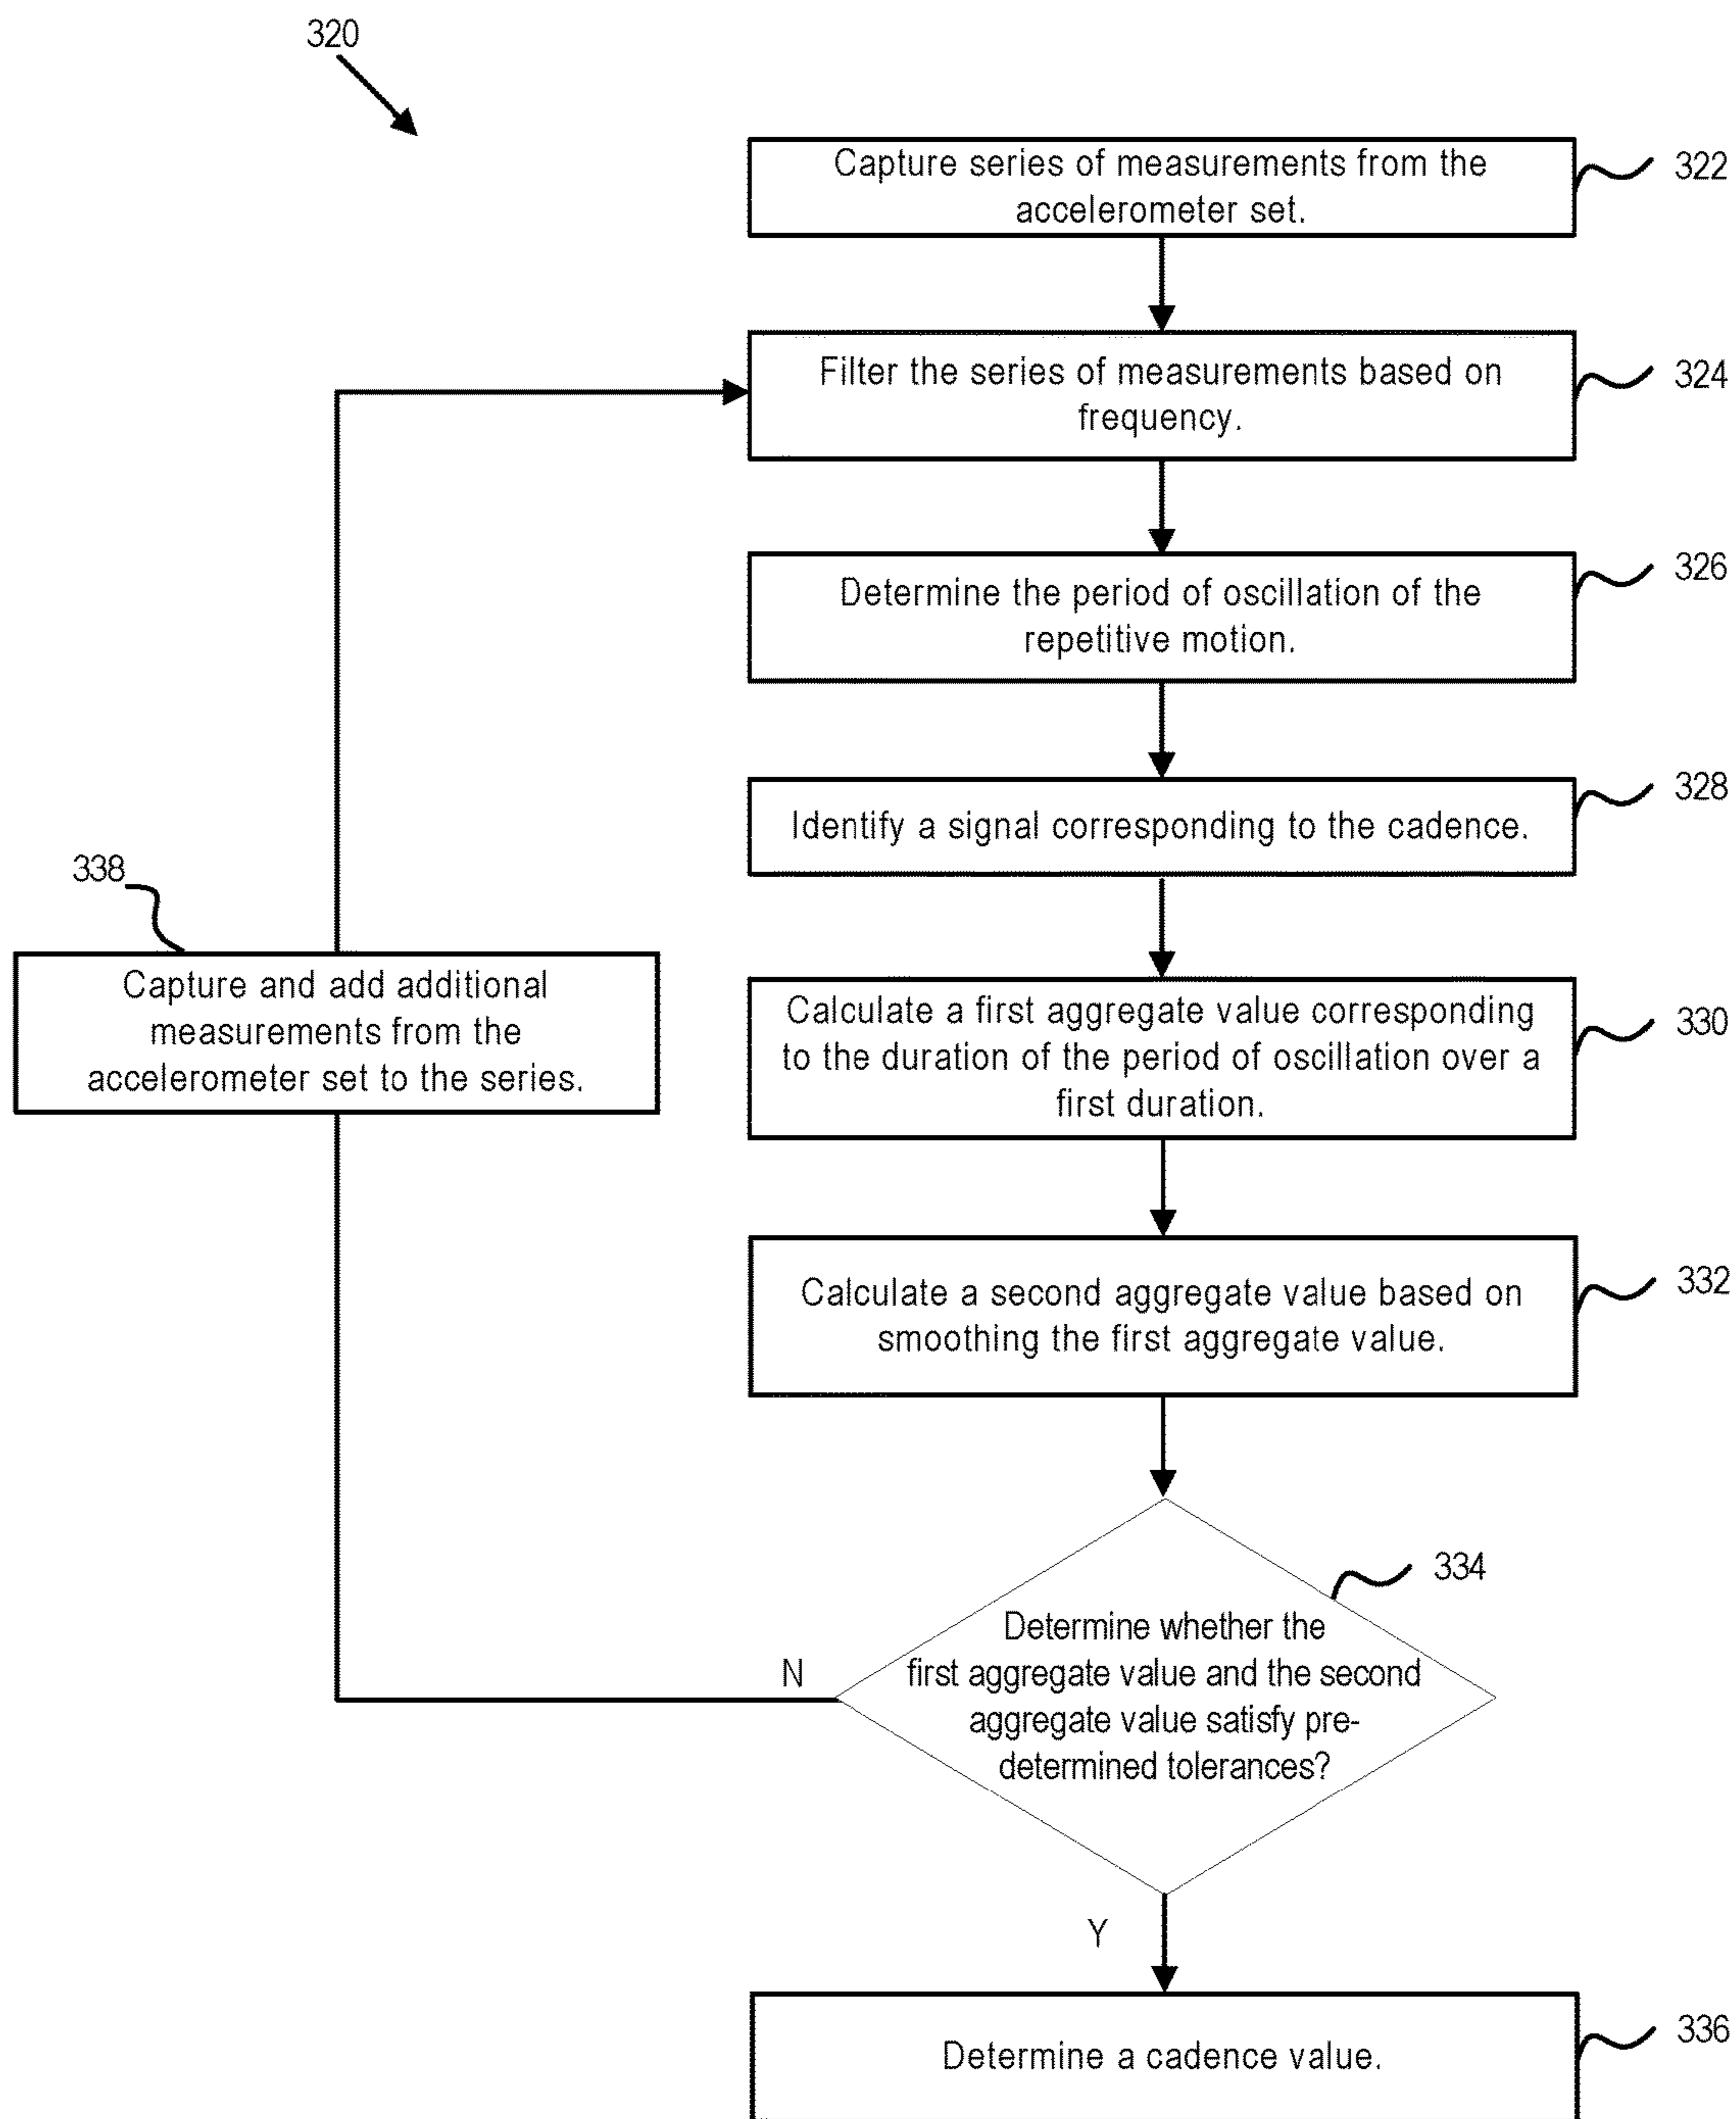 320
Capture series of measurements from the
accelerometer set.
322
Filter the series of measurements based on
frequency.
324
Determine the period of oscillation of the
repetitive motion.
326
Identify a signal corresponding to the cadence.
328
338
Capture and add additional
measurements from the
accelerometer set to the series.
Calculate a first aggregate value corresponding
to the duration of the period of oscillation over a
first duration.
330
Calculate a second aggregate value based on
smoothing the first aggregate value.
332
334
Determine whether the
first aggregate value and the second
aggregate value satisfy pre-
determined tolerances?
N
Y
Determine a cadence value.
336